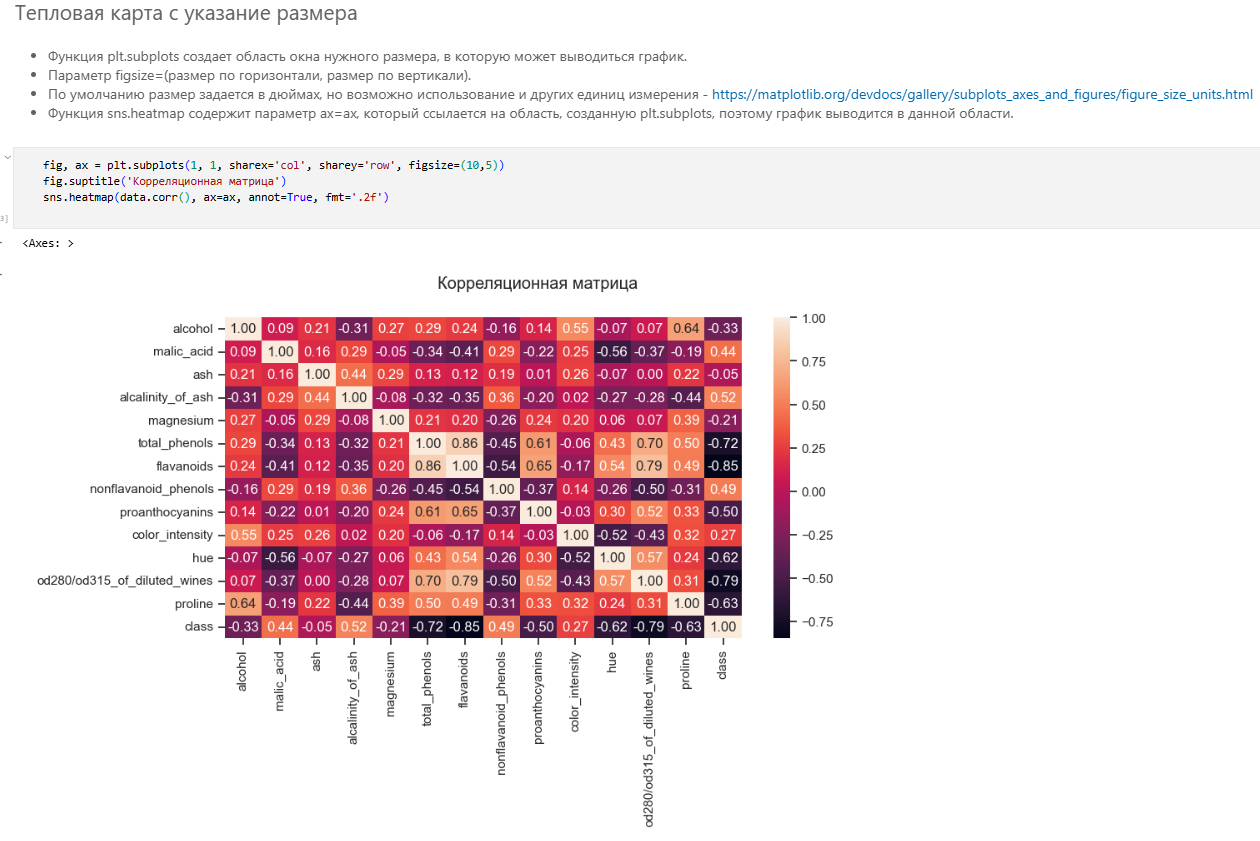 Тепловая карта с указание размера
Функция plt.subplots создает область окна нужного размера, в которую может выводиться график.
Параметр figsize=(размер по горизонтали, размер по вертикали).
По умолчанию размер задается в дюймах, но возможно использование и других единиц измерения - https://matplotlib.org/devdocs/gallery/subplots_axes_and_figures/figure_size_units.html
Функция sns.heatmap содержит параметр ax=ax, который ссылается на область, созданную plt.subplots, поэтому график выводится в данной области.
fig, ax = plt.subplots(1, 1, sharex='col', sharey='row', figsize=(10,5))
fig.suptitle('Корреляционная матрица')
sns.heatmap(data.corr(), ax=ax, annot=True, fmt='.2f')
3]
<Axes: >
Корреляционная матрица
alcohol 1.00 0.09 0.21 -0.31 0.27 0.29 0.24 -0.16 0.14 0.55 -0.07 0.07 0.64 -0.33
malic_acid 0.09 1.00 0.16 0.29 -0.05 -0.34 -0.41 0.29 -0.22 0.25 -0.56 -0.37 -0.19 0.44
ash 0.21 0.16 1.00 0.44 0.29 0.13 0.12 0.19 0.01 0.26 -0.07 0.00 0.22 -0.05
alcalinity_of_ash -0.31 0.29 0.44 1.00 -0.08 -0.32 -0.35 0.36 -0.20 0.02 -0.27 -0.28 -0.44 0.52
magnesium 0.27 -0.05 0.29 -0.08 1.00 0.21 0.20 -0.26 0.24 0.20 0.06 0.07 0.39 -0.21
total_phenols 0.29 -0.34 0.13 -0.32 0.21 1.00 0.86 -0.45 0.61 -0.06 0.43 0.70 0.50 -0.72
flavanoids 0.24 -0.41 0.12 -0.35 0.20 0.86 1.00 -0.54 0.65 -0.17 0.54 0.79 0.49 -0.85
nonflavanoid_phenols -0.16 0.29 0.19 0.36 -0.26 -0.45 -0.54 1.00 -0.37 0.14 -0.26 -0.50 -0.31 0.49
proanthocyanins 0.14 -0.22 0.01 -0.20 0.24 0.61 0.65 -0.37 1.00 -0.03 0.30 0.52 0.33 -0.50
color_intensity 0.55 0.25 0.26 0.02 0.20 -0.06 -0.17 0.14 -0.03 1.00 -0.52 -0.43 0.32 0.27
hue -0.07 -0.56 -0.07 -0.27 0.06 0.43 0.54 -0.26 0.30 -0.52 1.00 0.57 0.24 -0.62
od280/od315_of_diluted_wines 0.07 -0.37 0.00 -0.28 0.07 0.70 0.79 -0.50 0.52 -0.43 0.57 1.00 0.31 -0.79
proline 0.64 -0.19 0.22 -0.44 0.39 0.50 0.49 -0.31 0.33 0.32 0.24 0.31 1.00 -0.63
class -0.33 0.44 -0.05 0.52 -0.21 -0.72 -0.85 0.49 -0.50 0.27 -0.62 -0.79 -0.63 1.00
alcohol
malic_acid
ash
alcalinity_of_ash
magnesium
total_phenols
flavanoids
nonflavanoid_phenols
proanthocyanins
color_intensity
hue
od280/od315_of_diluted_wines
proline
class
1.00
0.75
0.50
0.25
0.00
−0.25
−0.50
−0.75